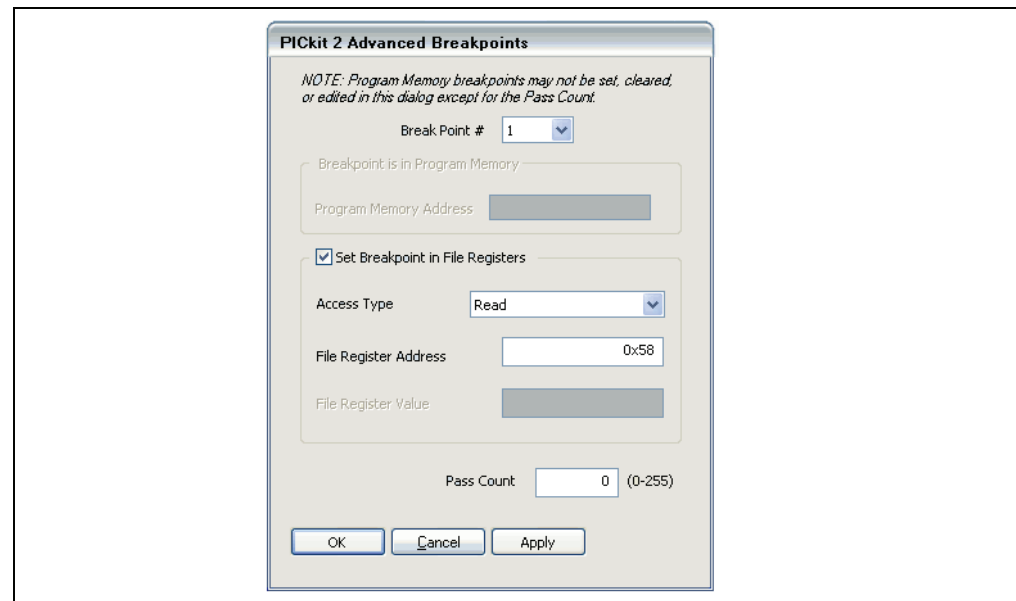 PICkit 2 Advanced Breakpoints
NOTE: Program Memory breakpoints may not be set, cleared,
or edited in this dialog except for the Pass Count.
Break Point # 1
Breakpoint is in Program Memory
Program Memory Address
Set Breakpoint in File Registers
Access Type Read
File Register Address 0x58
File Register Value
Pass Count 0 (0-255)
OK Cancel Apply